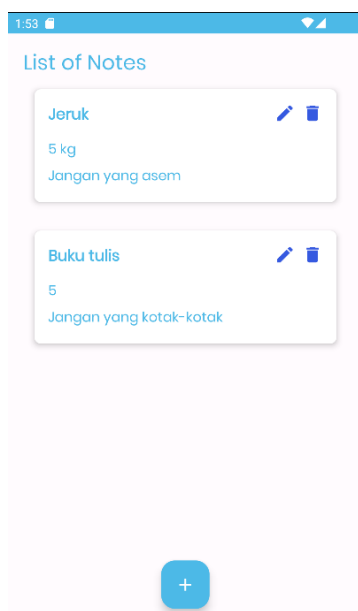 1:53
List of Notes
Jeruk
5 kg
Jangan yang asem
Buku tulis
5
Jangan yang kotak-kotak
+